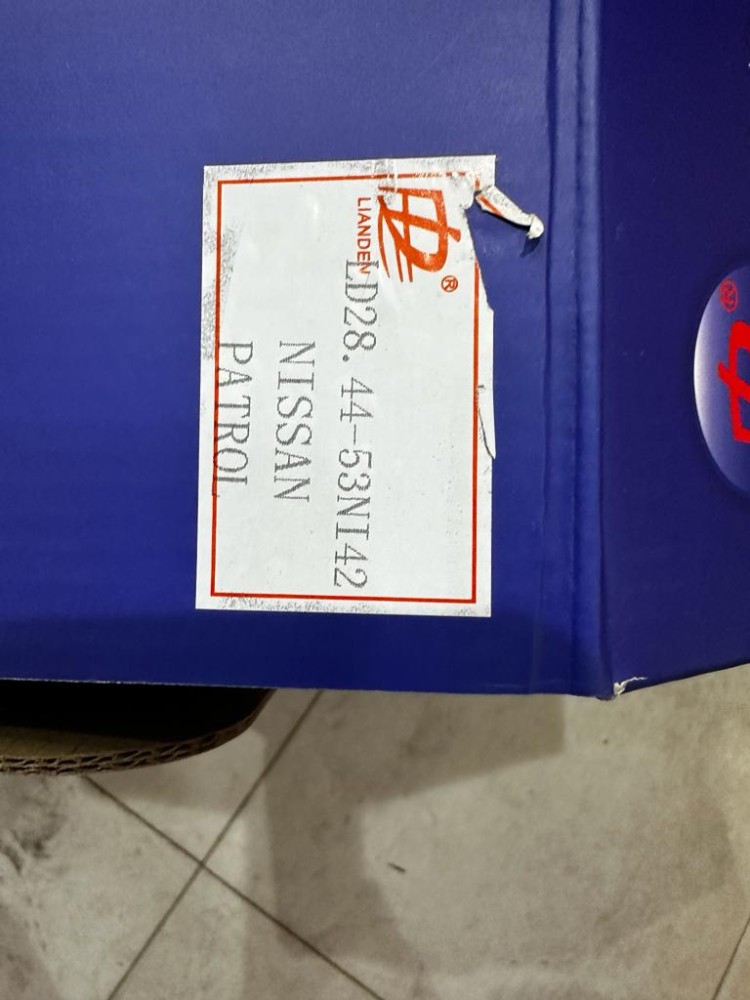 LIANDEN
®
LD28.44-53NI42
NISSAN
PATROL